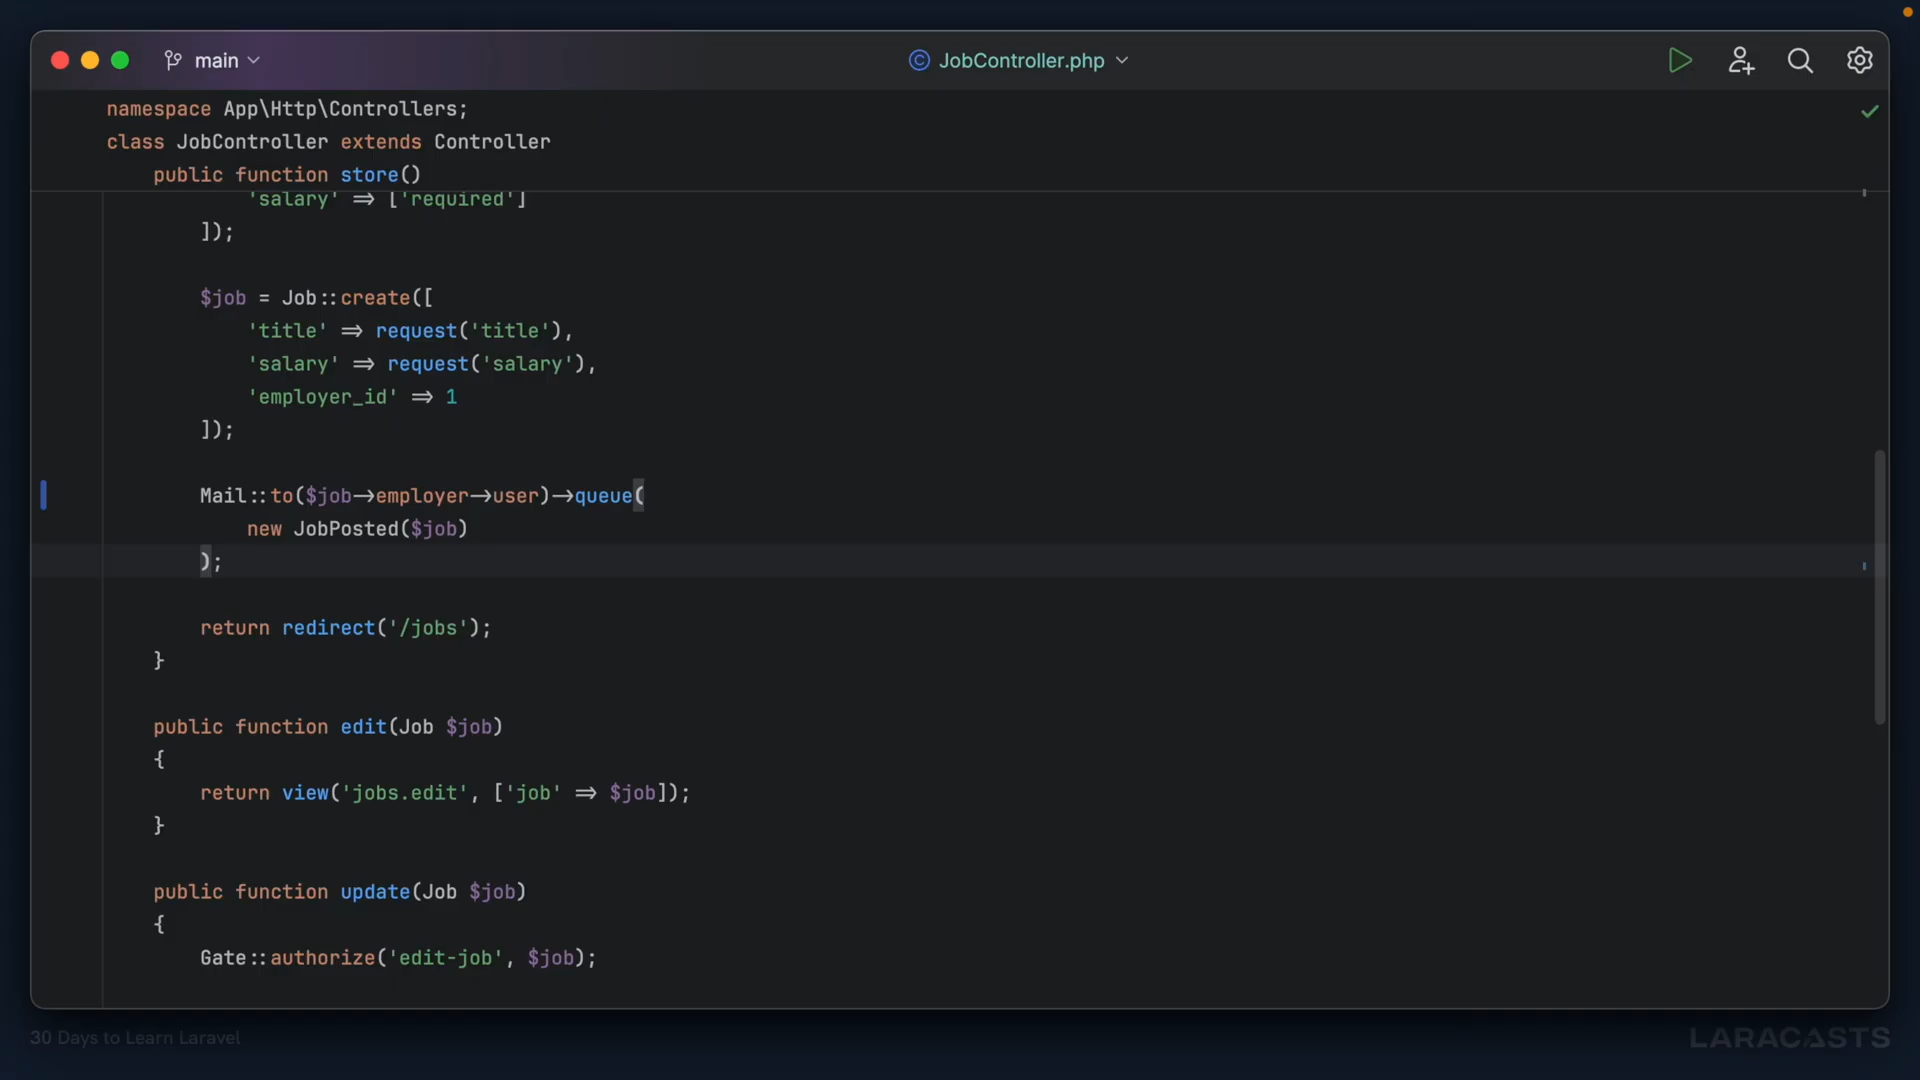 main
JobController.php
namespace App\Http\Controllers;
class JobController extends Controller
public function store()
'salary' => ['required']
]);
$job = Job::create([
'title' => request('title'),
'salary' => request('salary'),
'employer_id' => 1
]);
Mail::to($job->employer->user)->queue(
new JobPosted($job)
);
return redirect('/jobs');
}
public function edit(Job $job)
{
return view('jobs.edit', ['job' => $job]);
}
public function update(Job $job)
{
Gate::authorize('edit-job', $job);
30 Days to Learn Laravel
LARACASTS